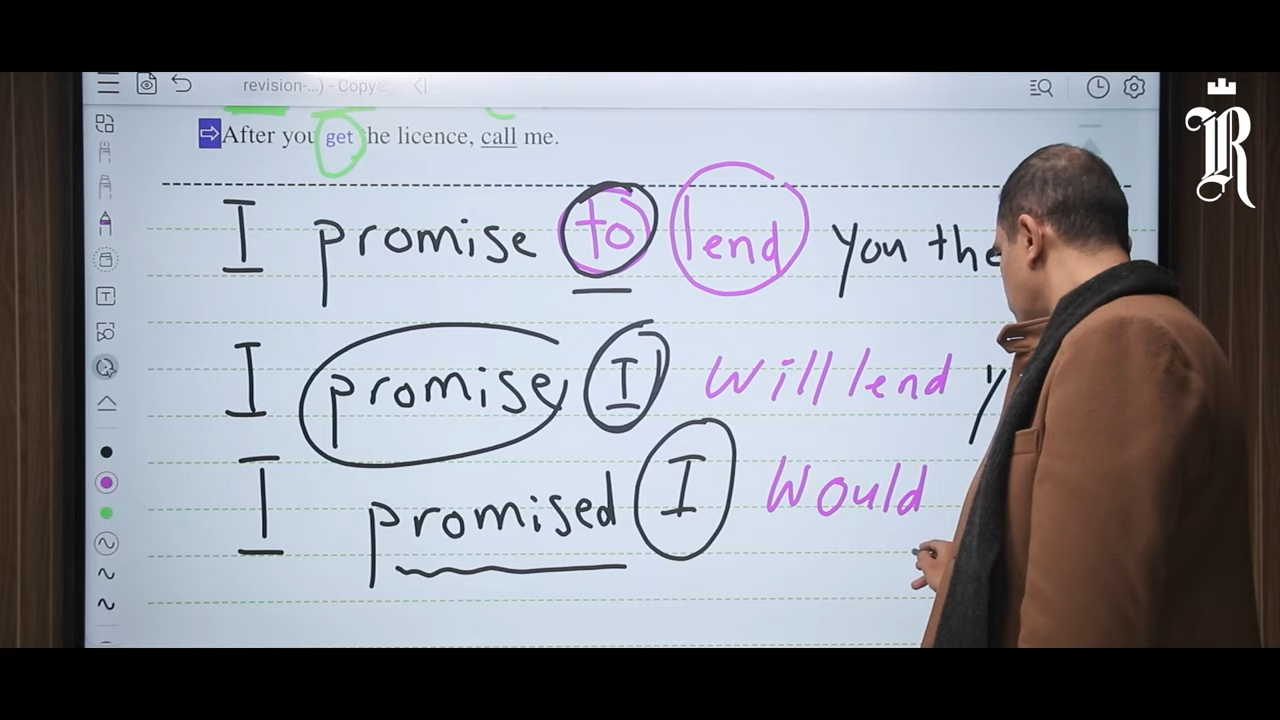 revision-...) - Copy
After you get the licence, call me.
I promise to lend you the
I promise I will lend y
I promised I would
R
T